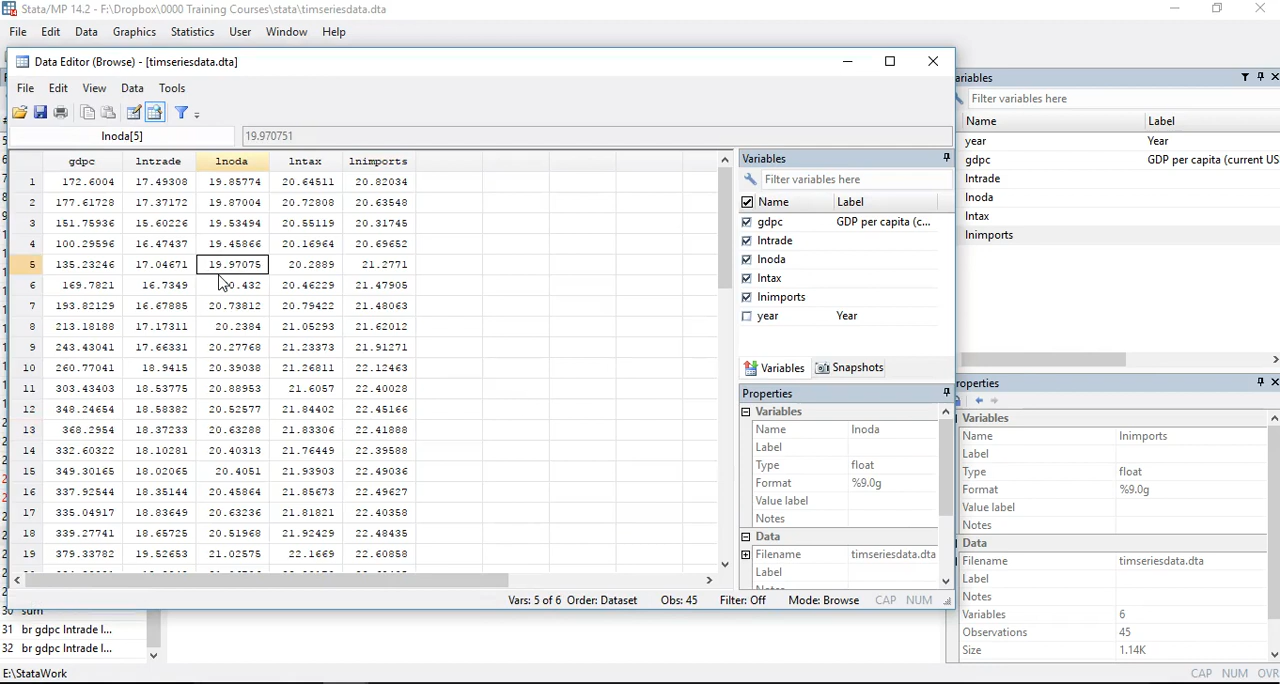 Stata/MP 14.2 - F:\Dropbox\0000 Training Courses\stata\timseriesdata.dta
File Edit Data Graphics Statistics User Window Help
Data Editor (Browse) - [timseriesdata.dta]
File Edit View Data Tools
lnoda[5] 19.970751
gdpc lntrade lnoda lntax lnimports
1 172.6004 17.49308 19.85774 20.64511 20.82034
2 177.61728 17.37172 19.87004 20.72808 20.63548
3 151.75936 15.60226 19.53494 20.55119 20.31745
4 100.29596 16.47437 19.45866 20.16964 20.69652
5 135.23246 17.04671 19.97075 20.2889 21.2771
6 169.7821 16.7349 0.432 20.46229 21.47905
7 193.82129 16.67885 20.73812 20.79422 21.48063
8 213.18188 17.17311 20.2384 21.05293 21.62012
9 243.43041 17.66331 20.27768 21.23373 21.91271
10 260.77041 18.9415 20.39038 21.26811 22.12463
11 303.43403 18.53775 20.88953 21.6057 22.40028
12 348.24654 18.58382 20.52577 21.84402 22.45166
13 368.2954 18.37233 20.63236 21.83306 22.41888
14 332.60322 18.10281 20.40313 21.76449 22.39588
15 349.30165 18.02065 20.4051 21.93903 22.49036
16 337.92544 18.35144 20.45864 21.85673 22.49627
17 335.04917 18.83649 20.63236 21.81821 22.40358
18 339.27741 18.65725 20.51965 21.92429 22.48435
19 379.33782 19.52653 21.02575 22.1669 22.60858
Variables
Filter variables here
Name Label
gdpc GDP per capita (c...
lntrade
lnoda
lntax
lnimports
year Year
Variables Snapshots
Properties
Variables
Name lnoda
Label
Type float
Format %9.0g
Value label
Notes
Data
Filename timseriesdata.dta
Label
Vars: 5 of 6 Order: Dataset Obs: 45 Filter: Off Mode: Browse CAP NUM
ariables
Filter variables here
Name Label
year Year
gdpc GDP per capita (current US
lntrade
lnoda
lntax
lnimports
roperties
Variables
Name lnimports
Label
Type float
Format %9.0g
Value label
Notes
Data
Filename timseriesdata.dta
Label
Notes
Variables 6
Observations 45
Size 1.14K
30 sum
31 br gdpc lntrade l...
32 br gdpc lntrade l...
E:\StataWork
CAP NUM OVR